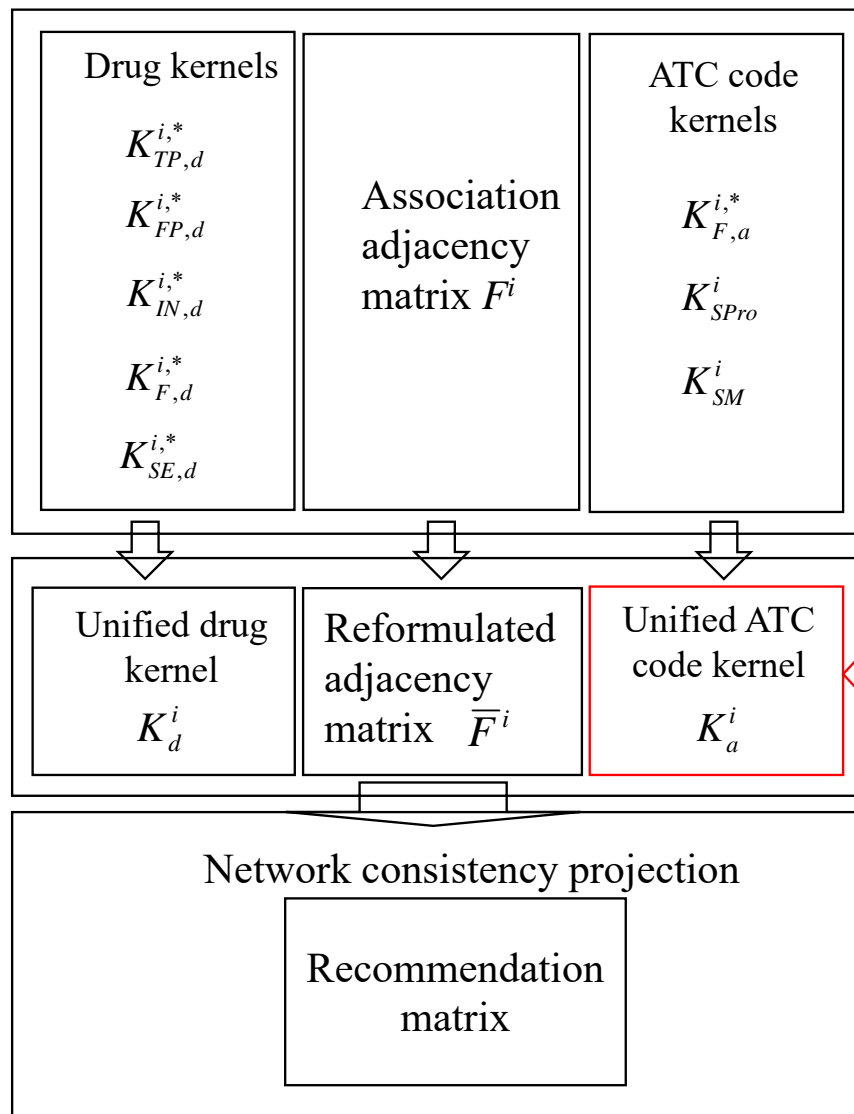 Drug kernels
K_{TP,d}^{i,*}
K_{FP,d}^{i,*}
K_{IN,d}^{i,*}
K_{F,d}^{i,*}
K_{SE,d}^{i,*}
Association
adjacency
matrix F^i
ATC code
kernels
K_{F,a}^{i,*}
K_{SPro}^i
K_{SM}^i
Unified drug
kernel
K_d^i
Reformulated
adjacency
matrix \overline{F}^i
Unified ATC
code kernel
K_a^i
Network consistency projection
Recommendation
matrix